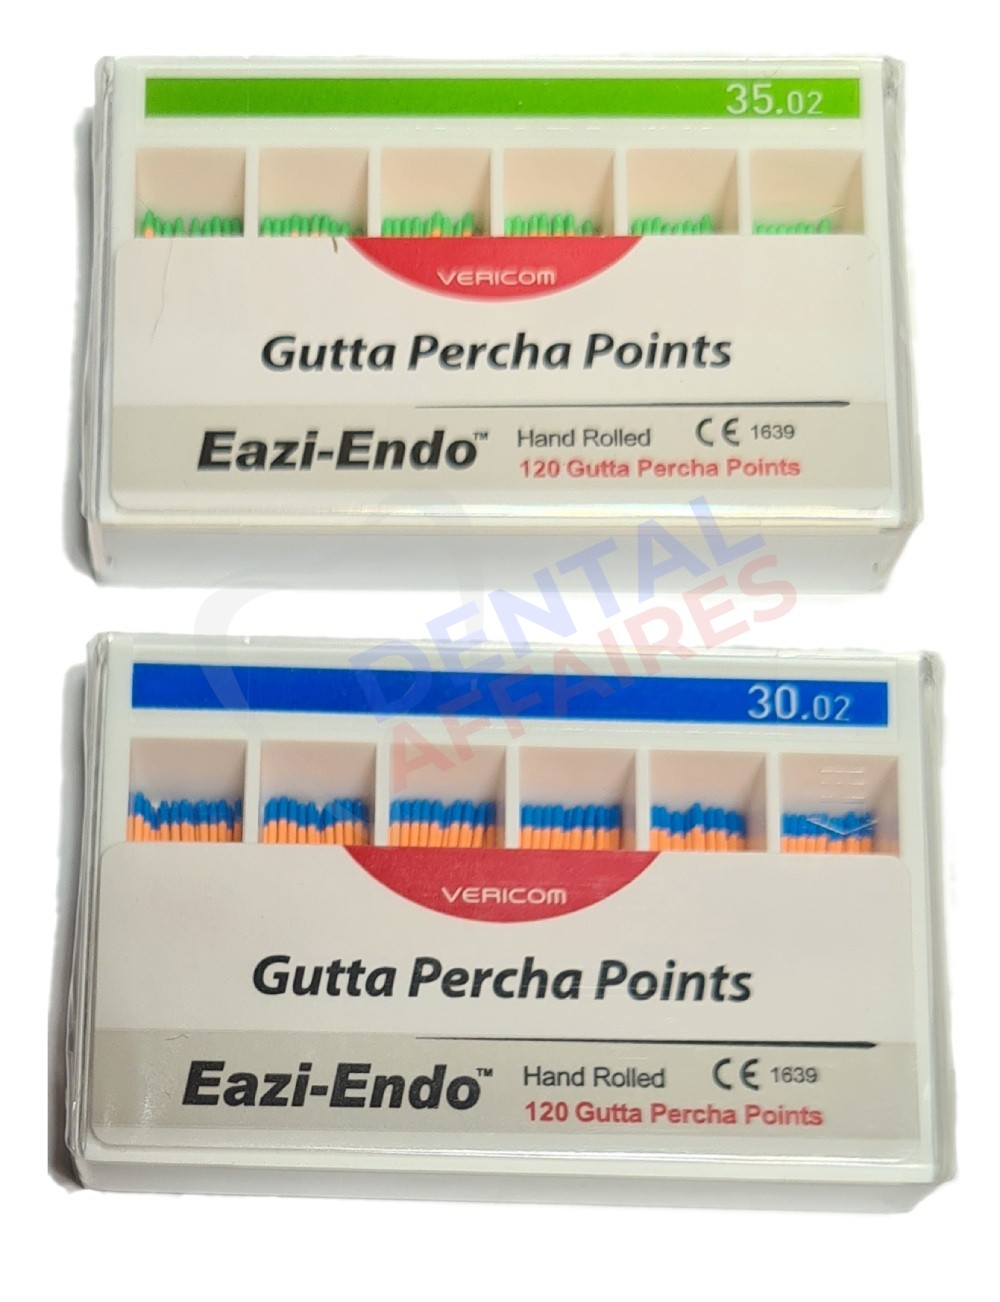 35.02
VERICOM
Gutta Percha Points
Eazi-Endo™
Hand Rolled CE 1639
120 Gutta Percha Points
DENTAL
AFFAIRES
30.02
VERICOM
Gutta Percha Points
Eazi-Endo™
Hand Rolled CE 1639
120 Gutta Percha Points